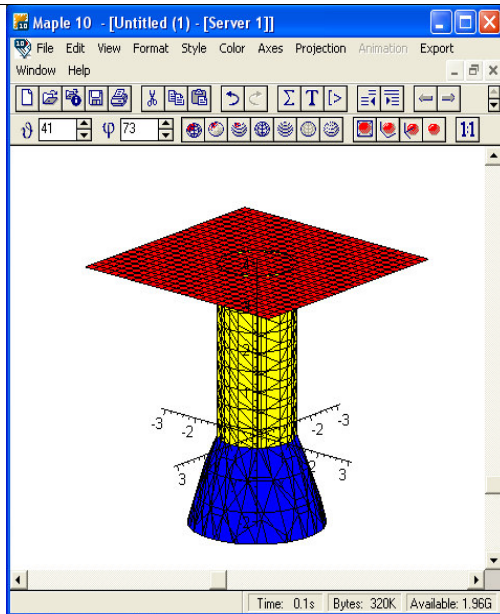 Maple 10 - [Untitled (1) - [Server 1]]
File Edit View Format Style Color Axes Projection Animation Export
Window Help
Σ T [>
ϑ 41 φ 73 1:1
2
-3 -2 -2 -3
3 2 3
Time: 0.1s Bytes: 320K Available: 1.96G